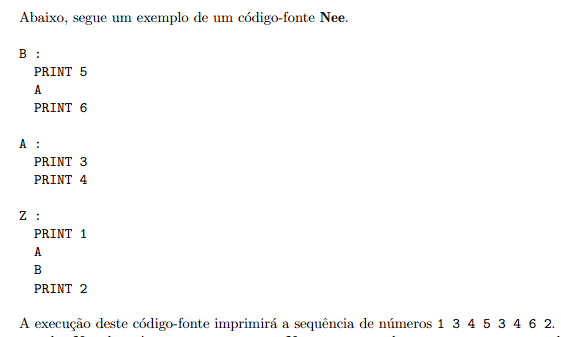 Abaixo, segue um exemplo de um código-fonte Nee.
B :
PRINT 5
A
PRINT 6
A :
PRINT 3
PRINT 4
Z :
PRINT 1
A
B
PRINT 2
A execução deste código-fonte imprimirá a sequência de números 1 3 4 5 3 4 6 2.